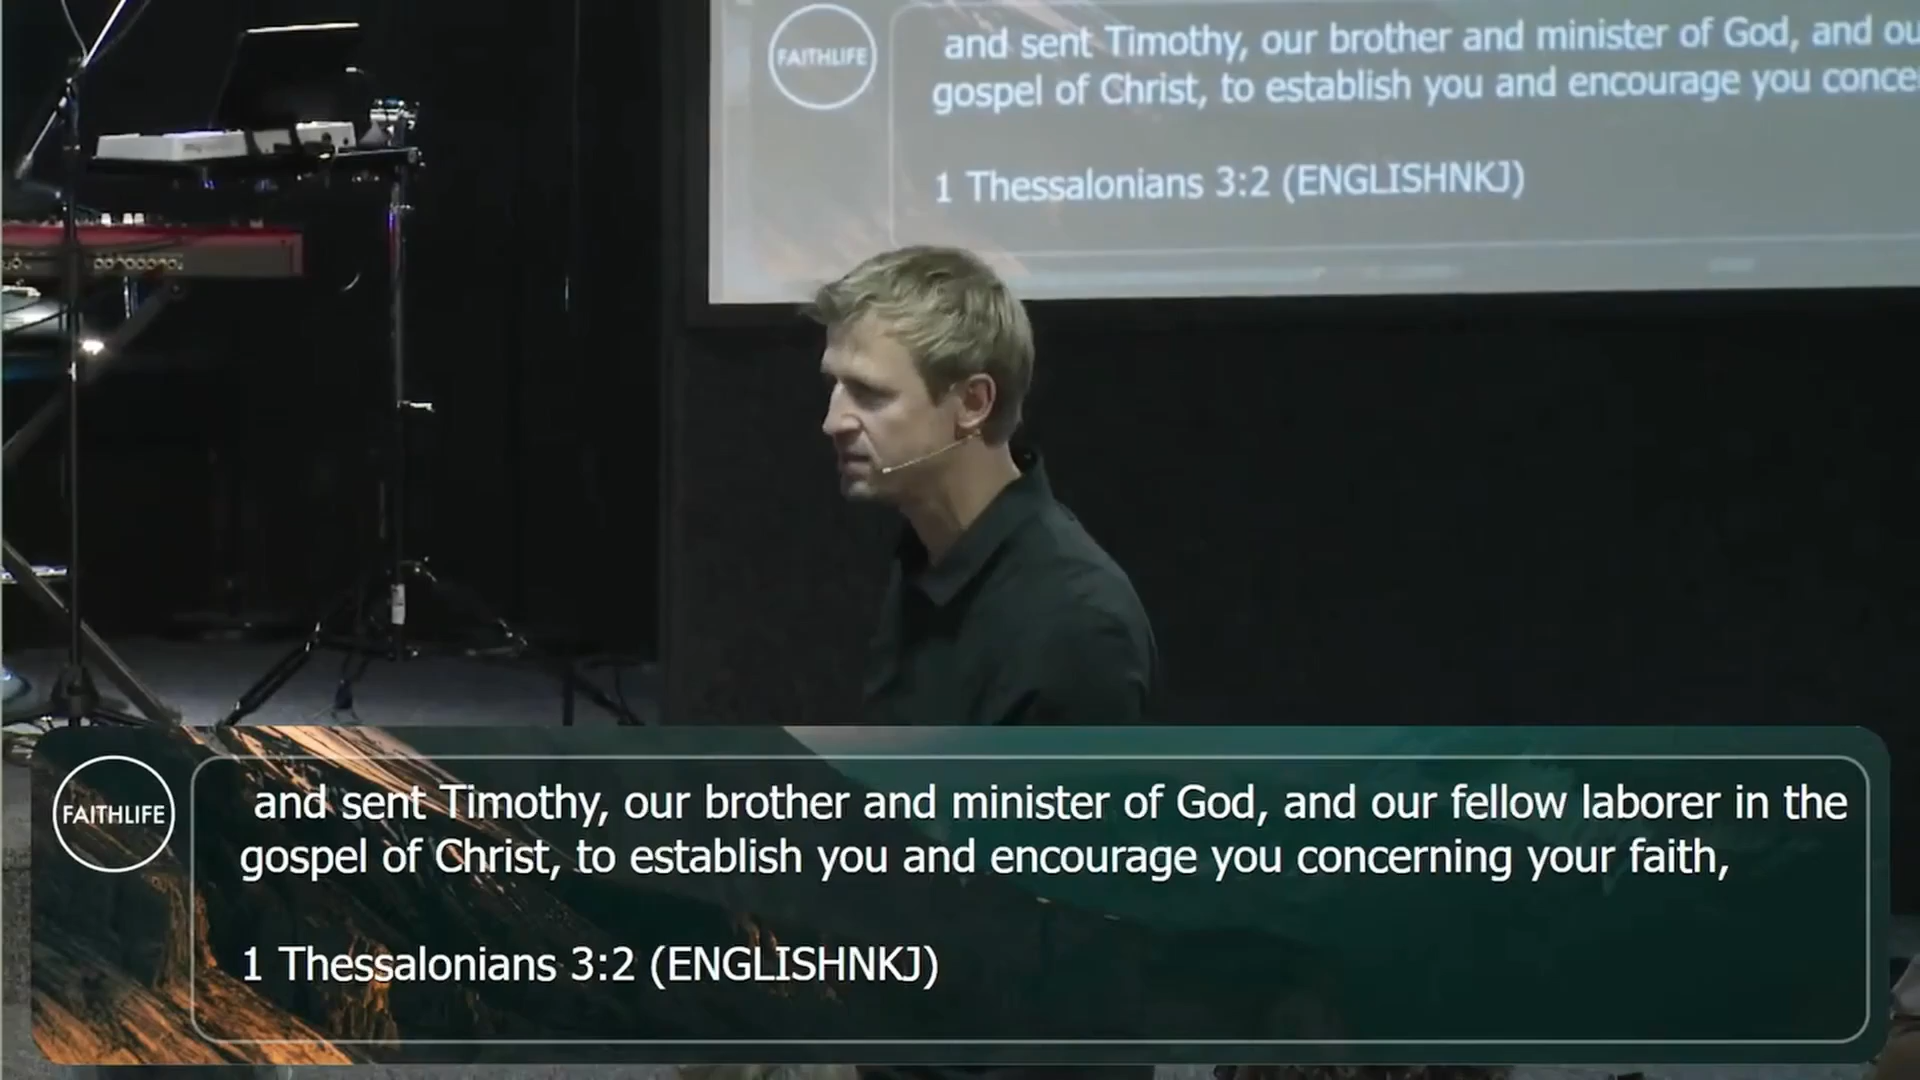 FAITHLIFE
and sent Timothy, our brother and minister of God, and ou
gospel of Christ, to establish you and encourage you conce
1 Thessalonians 3:2 (ENGLISHNKJ)
FAITHLIFE
and sent Timothy, our brother and minister of God, and our fellow laborer in the
gospel of Christ, to establish you and encourage you concerning your faith,
1 Thessalonians 3:2 (ENGLISHNKJ)